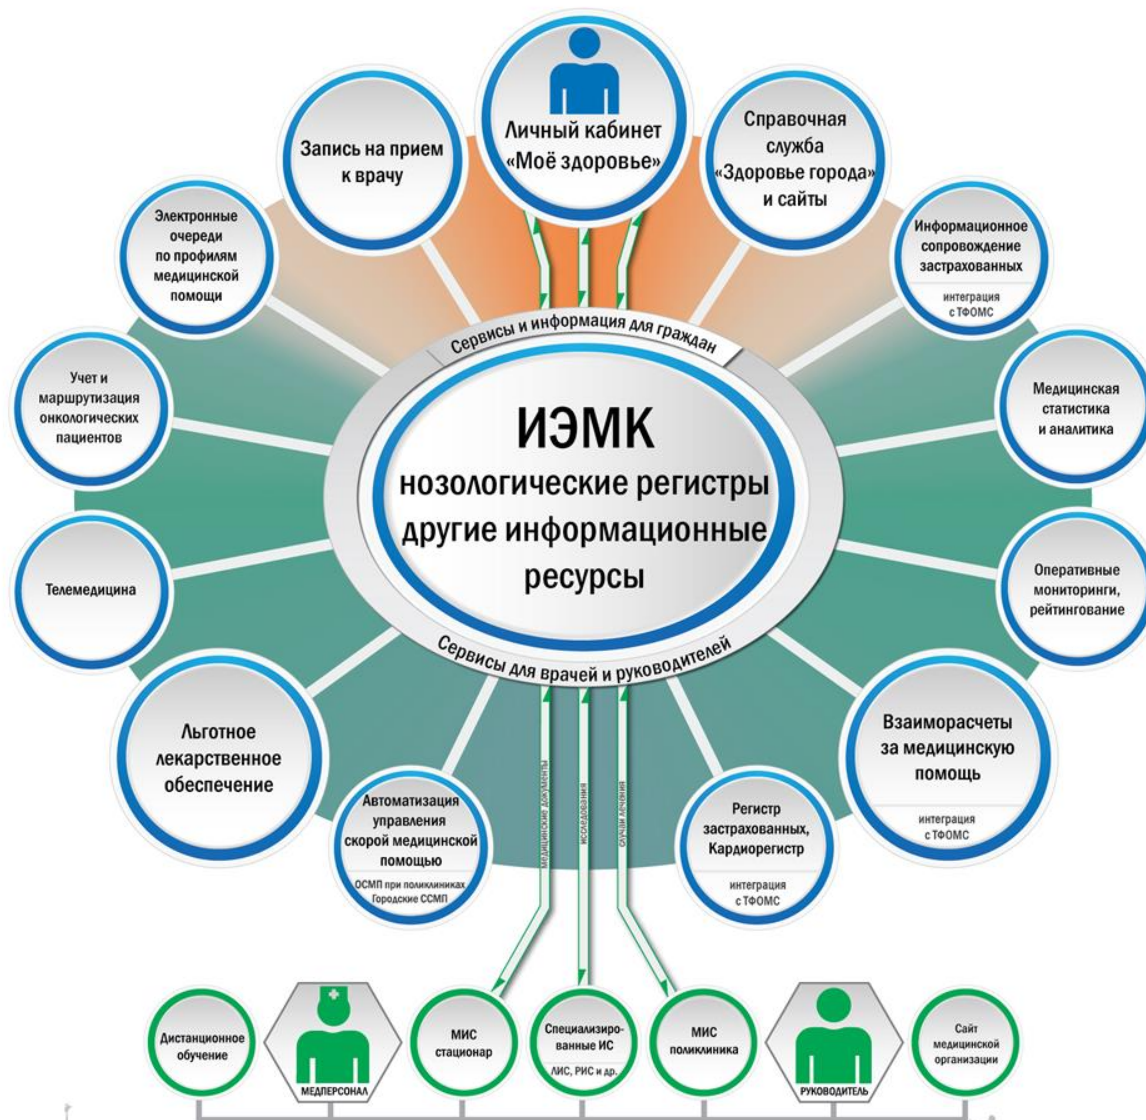 Личный кабинет
«Моё здоровье»
Запись на прием
к врачу
Справочная
служба
«Здоровье города»
и сайты
Электронные
очереди
по профилям
медицинской
помощи
Информационное
сопровождение
застрахованных
интеграция
с ТФОМС
Сервисы и информация для граждан
Учет и
маршрутизация
онкологических
пациентов
Медицинская
статистика
и аналитика
ИЭМК
нозологические регистры
другие информационные
ресурсы
Телемедицина
Оперативные
мониторинги,
рейтингование
Сервисы для врачей и руководителей
Льготное
лекарственное
обеспечение
Взаиморасчеты
за медицинскую
помощь
интеграция
с ТФОМС
Автоматизация
управления
скорой медицинской
помощью
ОСМП при поликлиниках
Городские ССМП
медицинские документы
исследования
случаи лечения
Регистр
застрахованных,
Кардиорегистр
интеграция
с ТФОМС
Дистанционное
обучение
МЕДПЕРСОНАЛ
МИС
стационар
Специализиро-
ванные ИС
ЛИС, РИС и др.
МИС
поликлиника
РУКОВОДИТЕЛЬ
Сайт
медицинской
организации